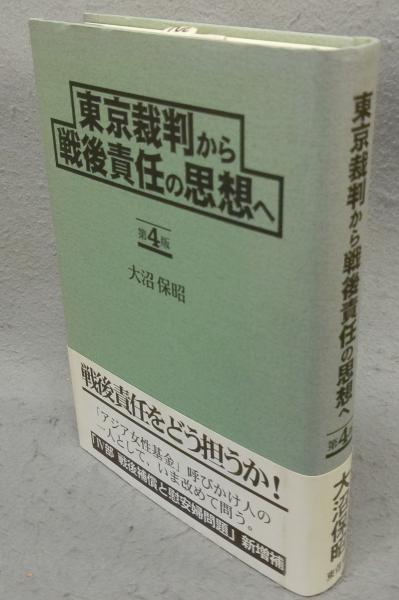 東京裁判から
戦後責任の思想へ
第4版
大沼保昭
戦後責任をどう担うか!
「アジア女性基金」呼びかけ人の
一人として、いま改めて問う。
「Ⅳ部 戦後補償と慰安婦問題」新増補
東京裁判から戦後責任の思想へ
第4
大沼保昭
東信